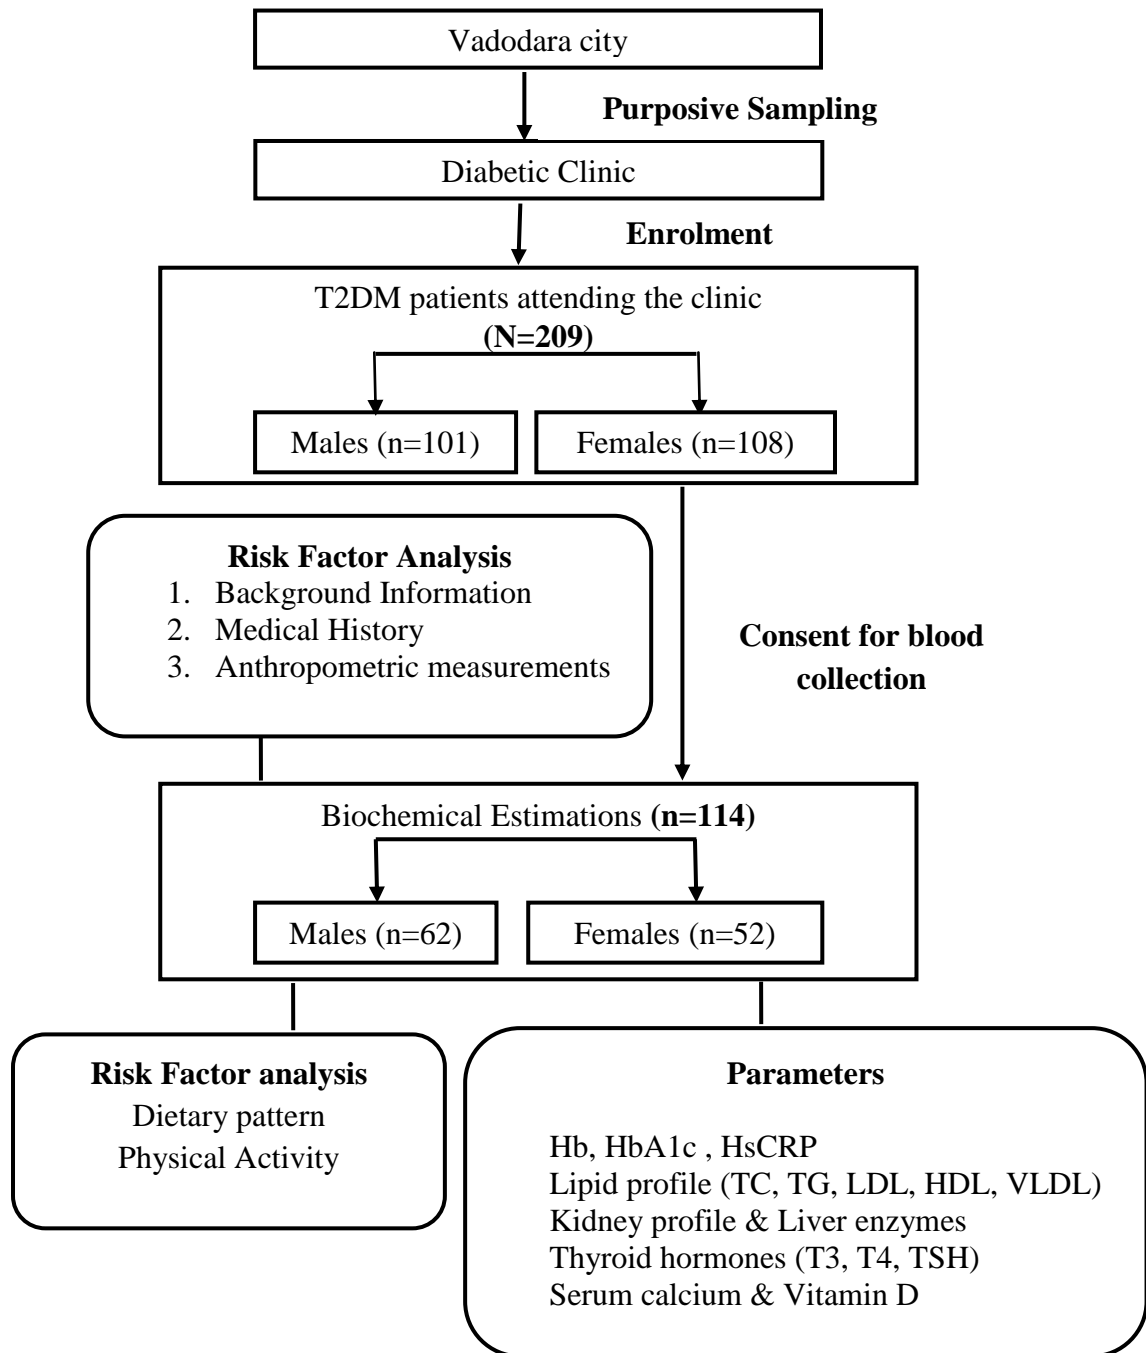 Vadodara city
Purposive Sampling
Diabetic Clinic
Enrolment
T2DM patients attending the clinic
(N=209)
Males (n=101)
Females (n=108)
Risk Factor Analysis
1. Background Information
2. Medical History
3. Anthropometric measurements
Consent for blood
collection
Biochemical Estimations (n=114)
Males (n=62)
Females (n=52)
Risk Factor analysis
Dietary pattern
Physical Activity
Parameters
Hb, HbA1c , HsCRP
Lipid profile (TC, TG, LDL, HDL, VLDL)
Kidney profile & Liver enzymes
Thyroid hormones (T3, T4, TSH)
Serum calcium & Vitamin D